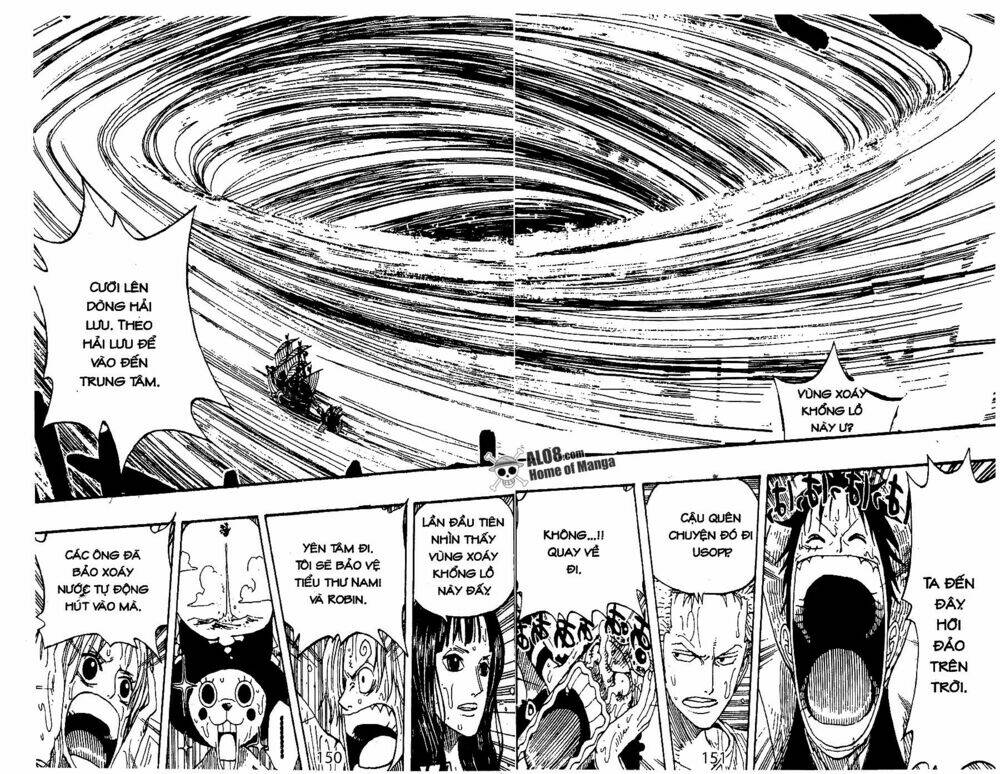 VÙNG XOÁY
KHỔNG LỒ
NÀY Ư?
CƯỠI LÊN
DÒNG HẢI
LƯU. THEO
HẢI LƯU ĐỂ
VÀO ĐẾN
TRUNG TÂM.
AL08.com
Home of Manga
TA ĐẾN
ĐÂY,
HỠI
ĐẢO
TRÊN
TRỜI.
CẬU QUÊN
CHUYỆN ĐÓ ĐI
USOPP.
KHÔNG...!!
QUAY VỀ
ĐI.
LẦN ĐẦU TIÊN
NHÌN THẤY
VÙNG XOÁY
KHỔNG LỒ
NÀY ĐẤY.
YÊN TÂM ĐI.
TÔI SẼ BẢO VỆ
TIỂU THƯ NAMI
VÀ ROBIN.
CÁC ÔNG ĐÃ
BẢO XOÁY
NƯỚC TỰ ĐỘNG
HÚT VÀO MÀ.
151
150